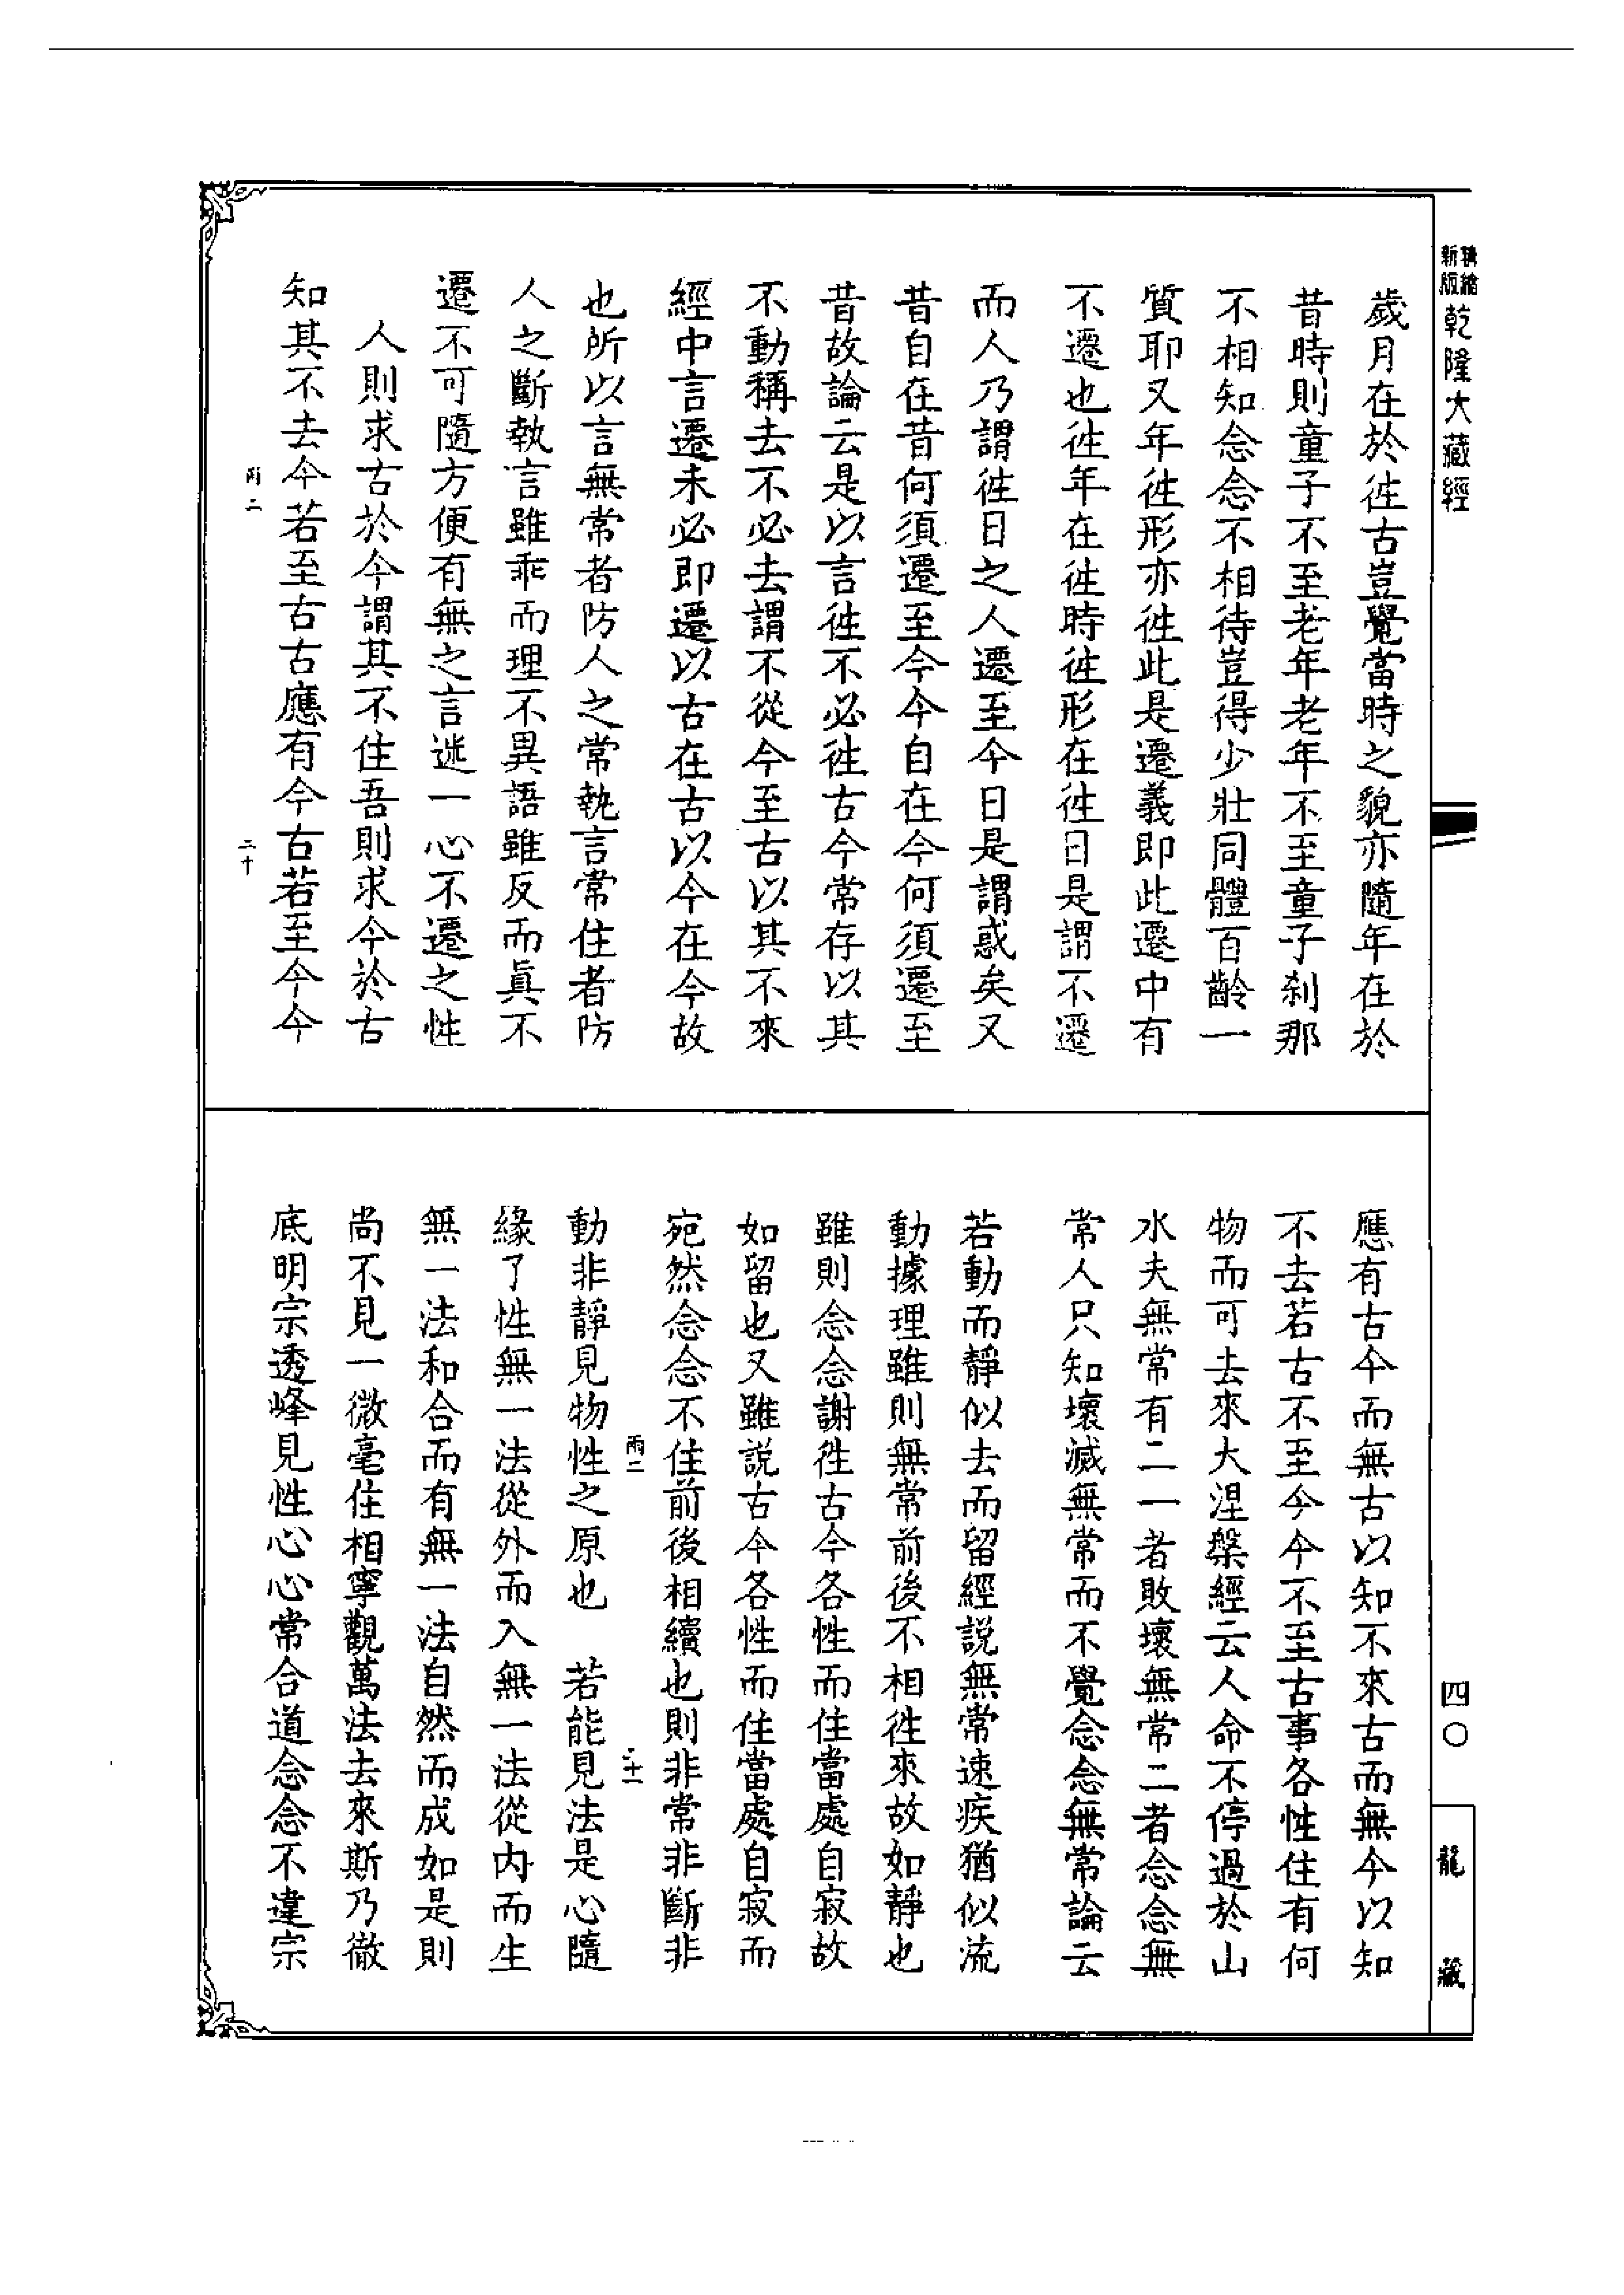 精繪
新版
乾隆大藏經
歲月在於徃古豈覺當時之貌亦隨年在於
昔時則童子不至老年老年不至童子刹那
不相知念念不相待豈得少壯同體百齡一
質耶又年徃形亦徃此是遷義即此遷中有
不遷也徃年在徃時徃形在徃日是謂不遷
而人乃謂徃日之人遷至今日是謂惑矣又
昔自在昔何須遷至今今自在今何須遷至
昔故論云是以言徃不必徃古今常存以其
不動稱去不必去謂不從今至古以其不來
經中言遷未必即遷以古在古以今在今故
也所以言無常者防人之常執言常住者防
人之斷執言雖乖而理不異語雖反而真不
遷不可隨方便有無之言迷一心不遷之性
人則求古於今謂其不住吾則求今於古
知其不去今若至古古應有今古若至今今
雨二
二十
應有古今而無古以知不來古而無今以知
不去若古不至今今不至古事各性住有何
物而可去來大涅槃經云人命不停過於山
水夫無常有二一者敗壞無常二者念念無
常人只知壞滅無常而不覺念念無常論云
若動而靜似去而留經說無常速疾猶似流
動據理雖則無常前後不相徃來故如靜也
雖則念念謝徃古今各性而住當處自寂故
如留也又雖說古今各性而住當處自寂而
宛然念念不住前後相續也則非常非斷非
雨二
二十一
動非靜見物性之原也　若能見法是心隨
緣了性無一法從外而入無一法從内而生
無一法和合而有無一法自然而成如是則
尚不見一微毫住相寧觀萬法去來斯乃徹
底明宗透峰見性心心常合道念念不違宗
四〇
龍藏